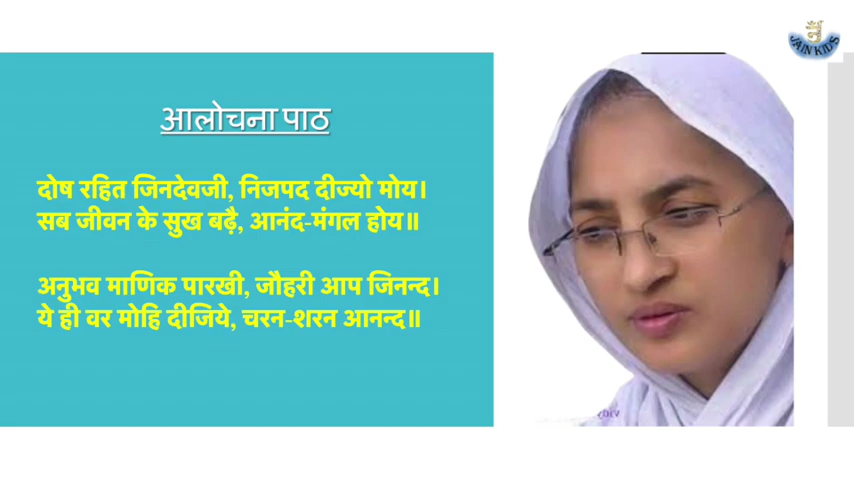 आलोचना पाठ
दोष रहित जिनदेवजी, निजपद दीज्यो मोय।
सब जीवन के सुख बढ़ै, आनंद-मंगल होय॥
अनुभव माणिक पारखी, जौहरी आप जिनन्द।
ये ही वर मोहि दीजिये, चरन-शरन आनन्द॥
JAIN KIDS